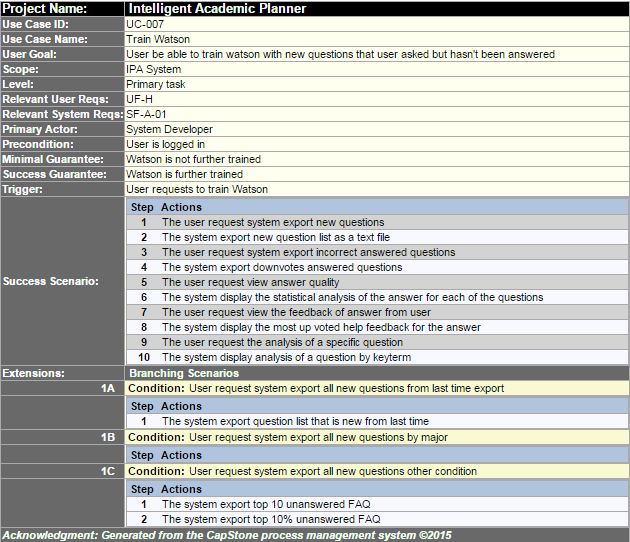 Project Name: Intelligent Academic Planner
Use Case ID: UC-007
Use Case Name: Train Watson
User Goal: User be able to train watson with new questions that user asked but hasn't been answered
Scope: IPA System
Level: Primary task
Relevant User Reqs: UF-H
Relevant System Reqs: SF-A-01
Primary Actor: System Developer
Precondition: User is logged in
Minimal Guarantee: Watson is not further trained
Success Guarantee: Watson is further trained
Trigger: User requests to train Watson
Success Scenario:
Step Actions
1 The user request system export new questions
2 The system export new question list as a text file
3 The user request system export incorrect answered questions
4 The system export downvotes answered questions
5 The user request view answer quality
6 The system display the statistical analysis of the answer for each of the questions
7 The user request view the feedback of answer from user
8 The system display the most up voted help feedback for the answer
9 The user request the analysis of a specific question
10 The system display analysis of a question by keyterm
Extensions: Branching Scenarios
1A Condition: User request system export all new questions from last time export
Step Actions
1 The system export question list that is new from last time
1B Condition: User request system export all new questions by major
Step Actions
1C Condition: User request system export all new questions other condition
Step Actions
1 The system export top 10 unanswered FAQ
2 The system export top 10% unanswered FAQ
Acknowledgment: Generated from the CapStone process management system ©2015